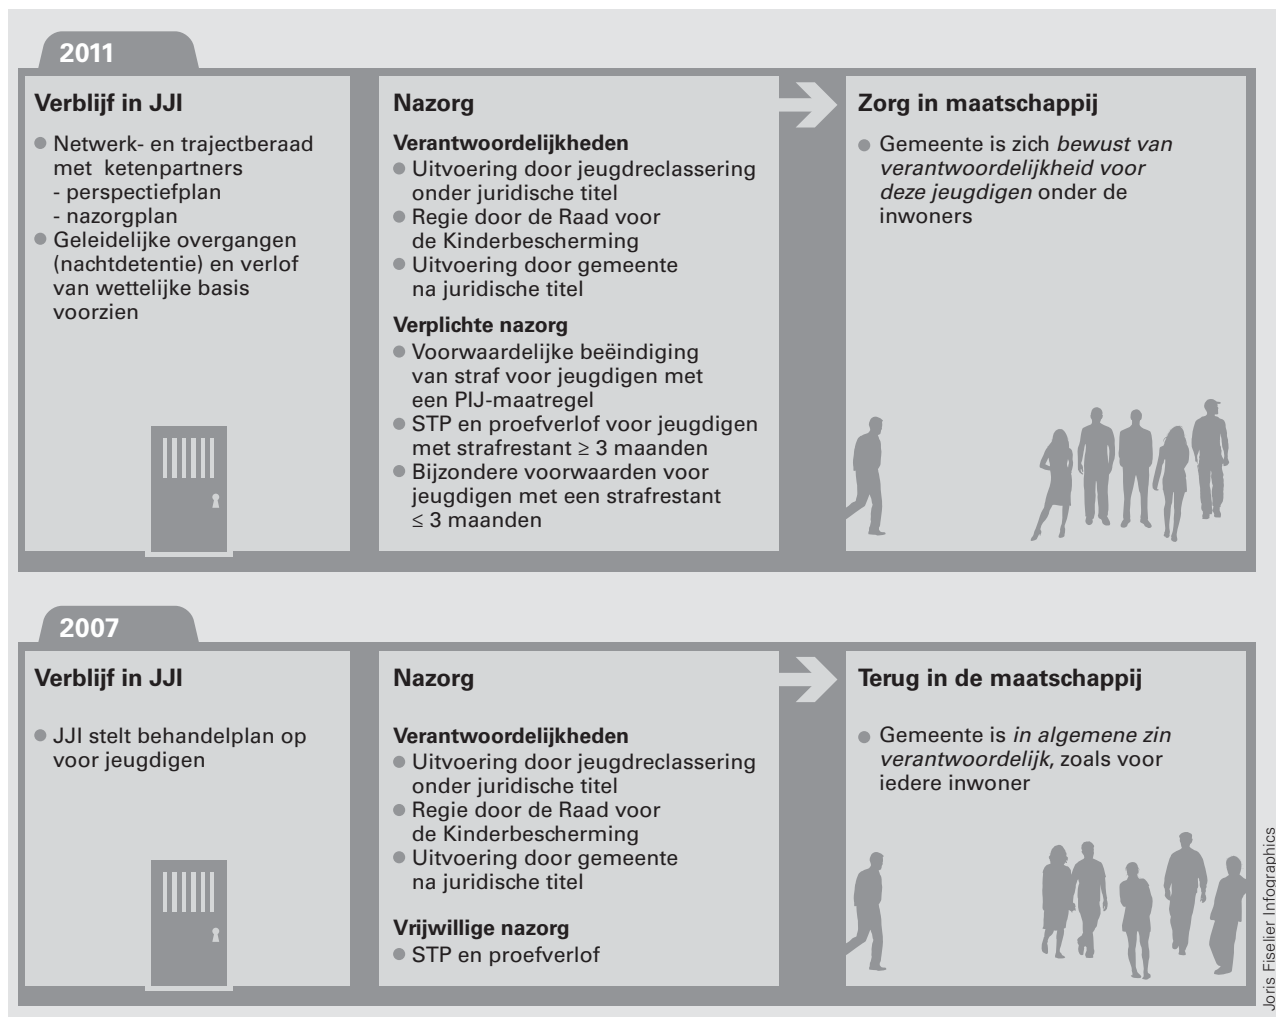 2011
Verblijf in JJI
● Netwerk- en trajectberaad
met ketenpartners
- perspectiefplan
- nazorgplan
● Geleidelijke overgangen
(nachtdetentie) en verlof
van wettelijke basis
voorzien
Nazorg
Verantwoordelijkheden
● Uitvoering door jeugdreclassering
onder juridische titel
● Regie door de Raad voor
de Kinderbescherming
● Uitvoering door gemeente
na juridische titel
Verplichte nazorg
● Voorwaardelijke beëindiging
van straf voor jeugdigen met
een PIJ-maatregel
● STP en proefverlof voor jeugdigen
met strafrestant ≥ 3 maanden
● Bijzondere voorwaarden voor
jeugdigen met een strafrestant
≤ 3 maanden
Zorg in maatschappij
● Gemeente is zich bewust van
verantwoordelijkheid voor
deze jeugdigen onder de
inwoners
2007
Verblijf in JJI
● JJI stelt behandelplan op
voor jeugdigen
Nazorg
Verantwoordelijkheden
● Uitvoering door jeugdreclassering
onder juridische titel
● Regie door de Raad voor
de Kinderbescherming
● Uitvoering door gemeente
na juridische titel
Vrijwillige nazorg
● STP en proefverlof
Terug in de maatschappij
● Gemeente is in algemene zin
verantwoordelijk, zoals voor
iedere inwoner
Joris Fiselier Infographics